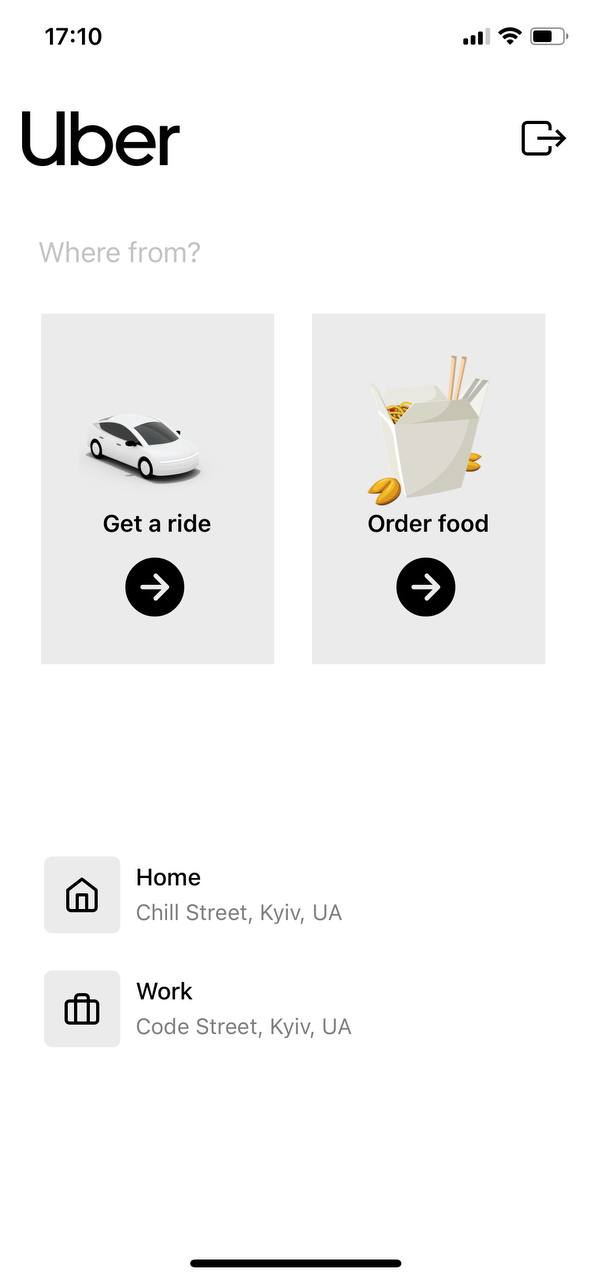 17:10
Uber
Where from?
Get a ride
Order food
Home
Chill Street, Kyiv, UA
Work
Code Street, Kyiv, UA